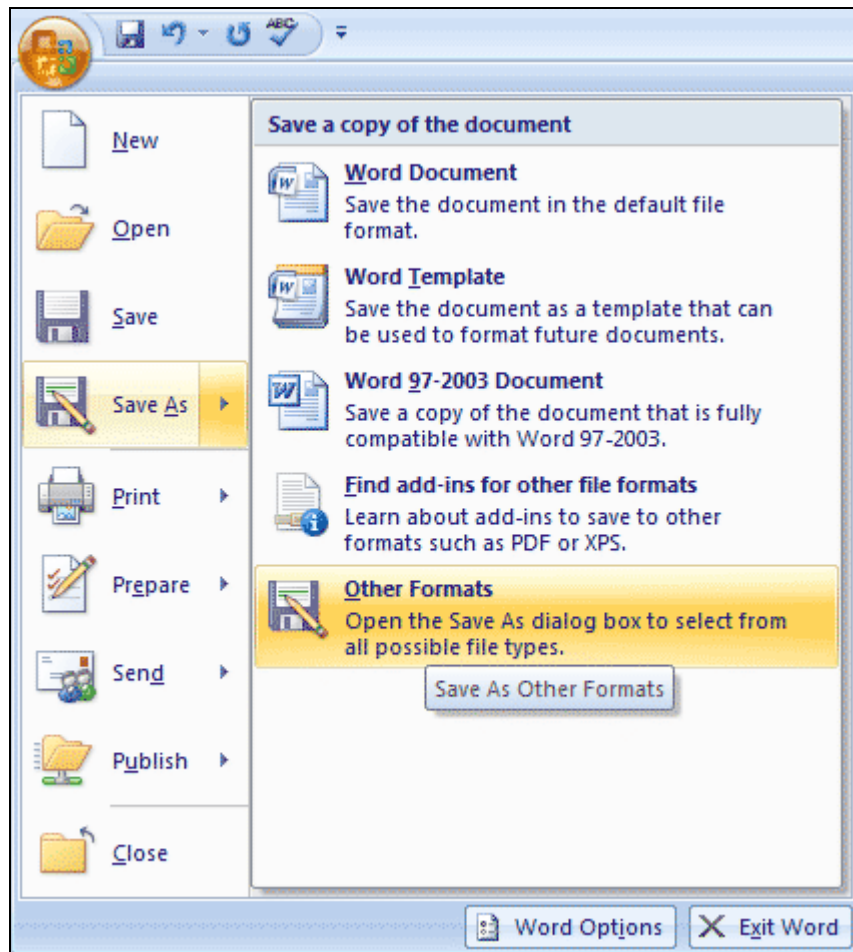 ABC
New
Open
Save
Save As
Print
Prepare
Send
Publish
Close
Save a copy of the document
Word Document
Save the document in the default file
format.
Word Template
Save the document as a template that can
be used to format future documents.
Word 97-2003 Document
Save a copy of the document that is fully
compatible with Word 97-2003.
Find add-ins for other file formats
Learn about add-ins to save to other
formats such as PDF or XPS.
Other Formats
Open the Save As dialog box to select from
all possible file types.
Save As Other Formats
Word Options
Exit Word